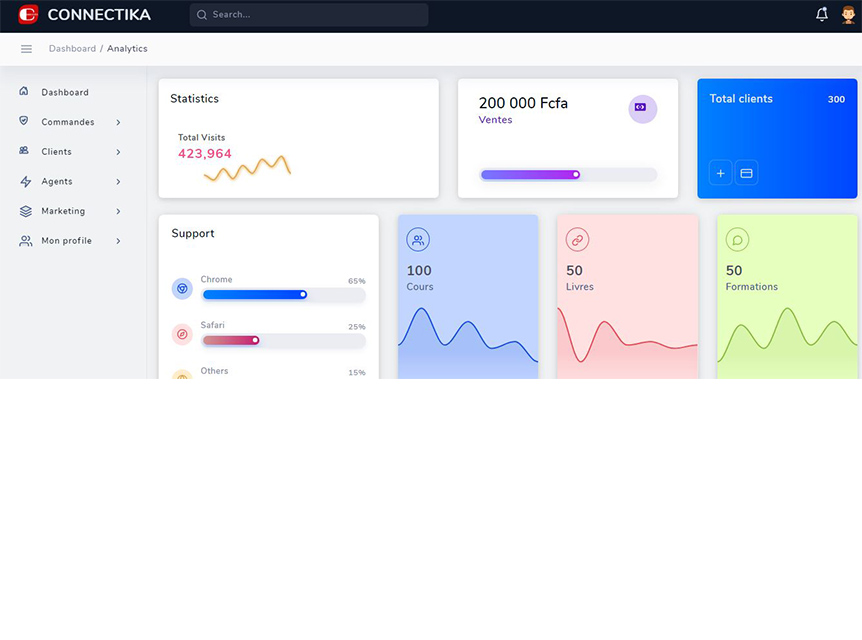 CONNECTIKA
Search...
Dashboard / Analytics
Dashboard
Commandes
Clients
Agents
Marketing
Mon profile
Statistics
Total Visits
423,964
200 000 Fcfa
Ventes
Total clients 300
Support
Chrome 65%
Safari 25%
Others 15%
100
Cours
50
Livres
50
Formations